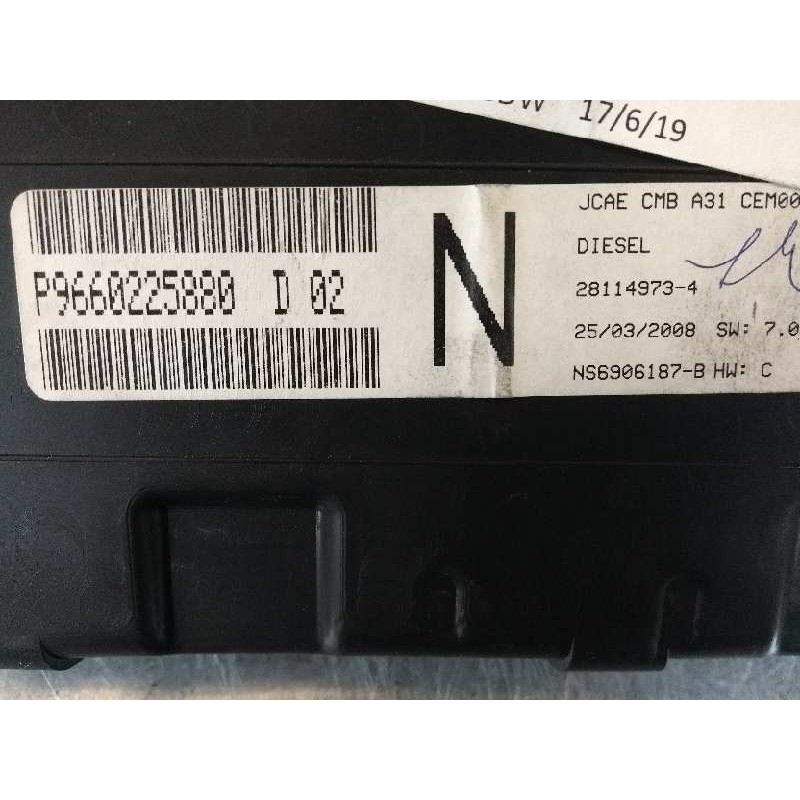 17/6/19
P9660225880 D 02
N
JCAE CMB A31 CEM00
DIESEL
28114973-4
25/03/2008 SW: 7.0
NS6906187-B HW: C